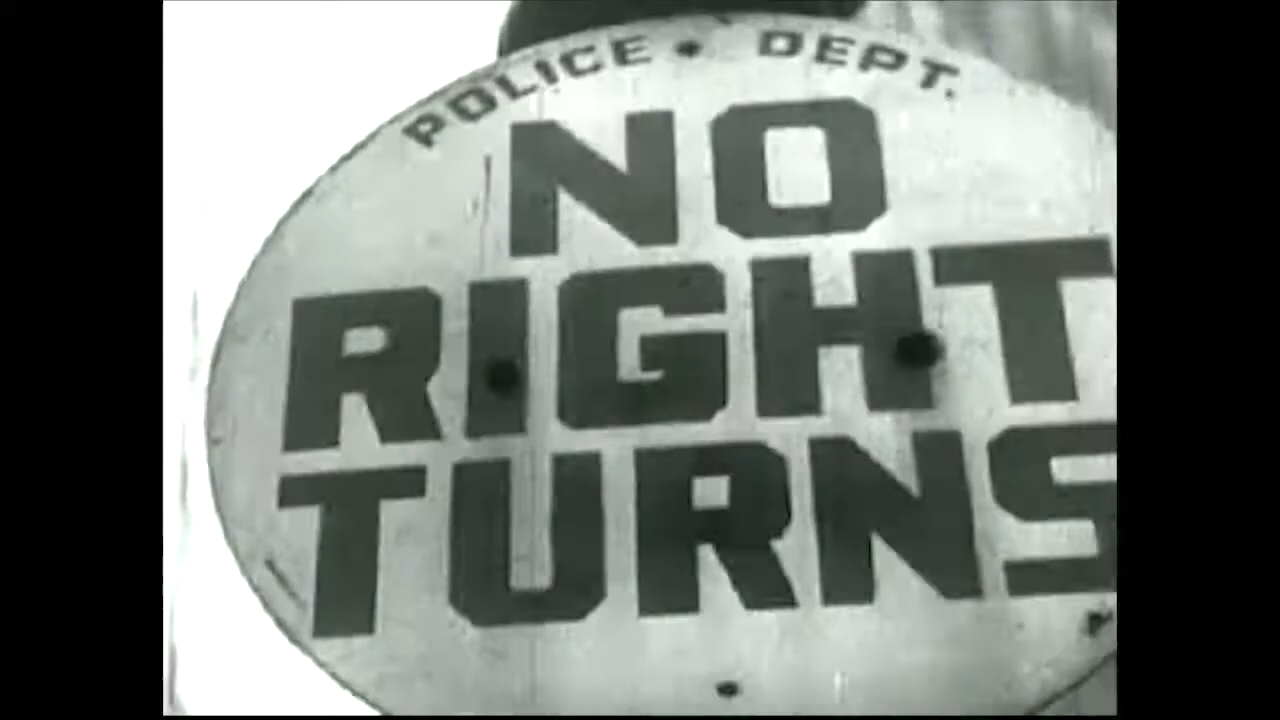 POLICE • DEPT.
NO
RIGHT
TURNS